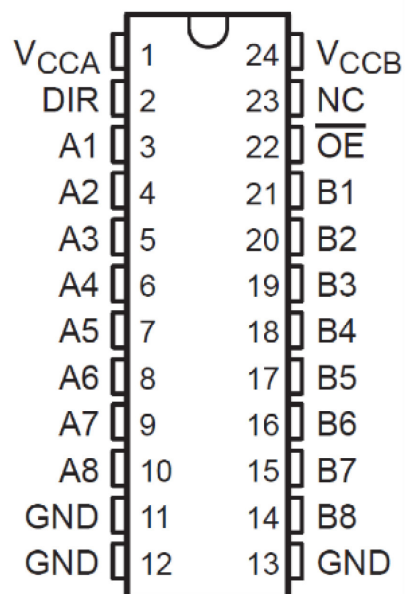 VCCA 1 24 VCCB
DIR 2 23 NC
A1 3 22 O̅E̅
A2 4 21 B1
A3 5 20 B2
A4 6 19 B3
A5 7 18 B4
A6 8 17 B5
A7 9 16 B6
A8 10 15 B7
GND 11 14 B8
GND 12 13 GND